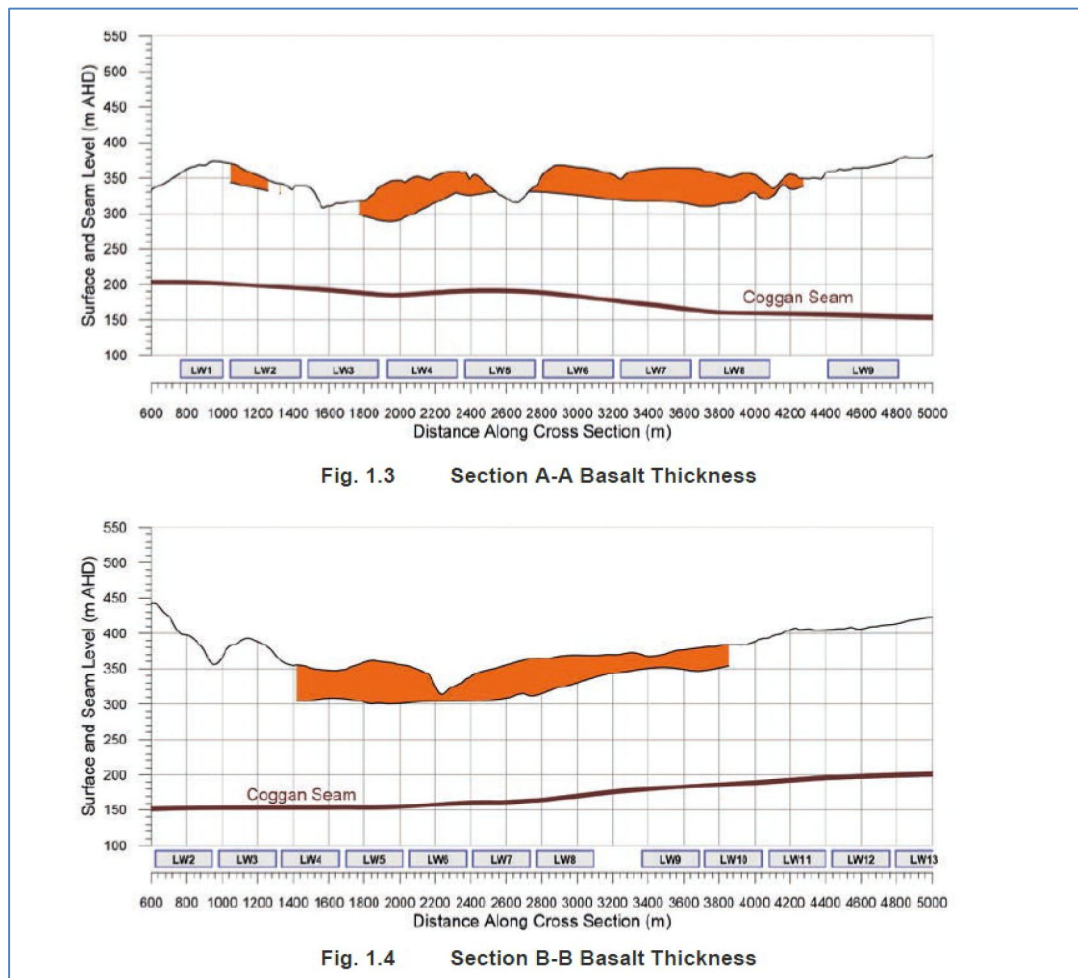 550
500
450
400
350
300
250
200
150
100
Surface and Seam Level (m AHD)
Coggan Seam
LW1 LW2 LW3 LW4 LW5 LW6 LW7 LW8 LW9
600 800 1000 1200 1400 1600 1800 2000 2200 2400 2600 2800 3000 3200 3400 3600 3800 4000 4200 4400 4600 4800 5000
Distance Along Cross Section (m)
Fig. 1.3 Section A-A Basalt Thickness
550
500
450
400
350
300
250
200
150
100
Surface and Seam Level (m AHD)
Coggan Seam
LW2 LW3 LW4 LW5 LW6 LW7 LW8 LW9 LW10 LW11 LW12 LW13
600 800 1000 1200 1400 1600 1800 2000 2200 2400 2600 2800 3000 3200 3400 3600 3800 4000 4200 4400 4600 4800 5000
Distance Along Cross Section (m)
Fig. 1.4 Section B-B Basalt Thickness